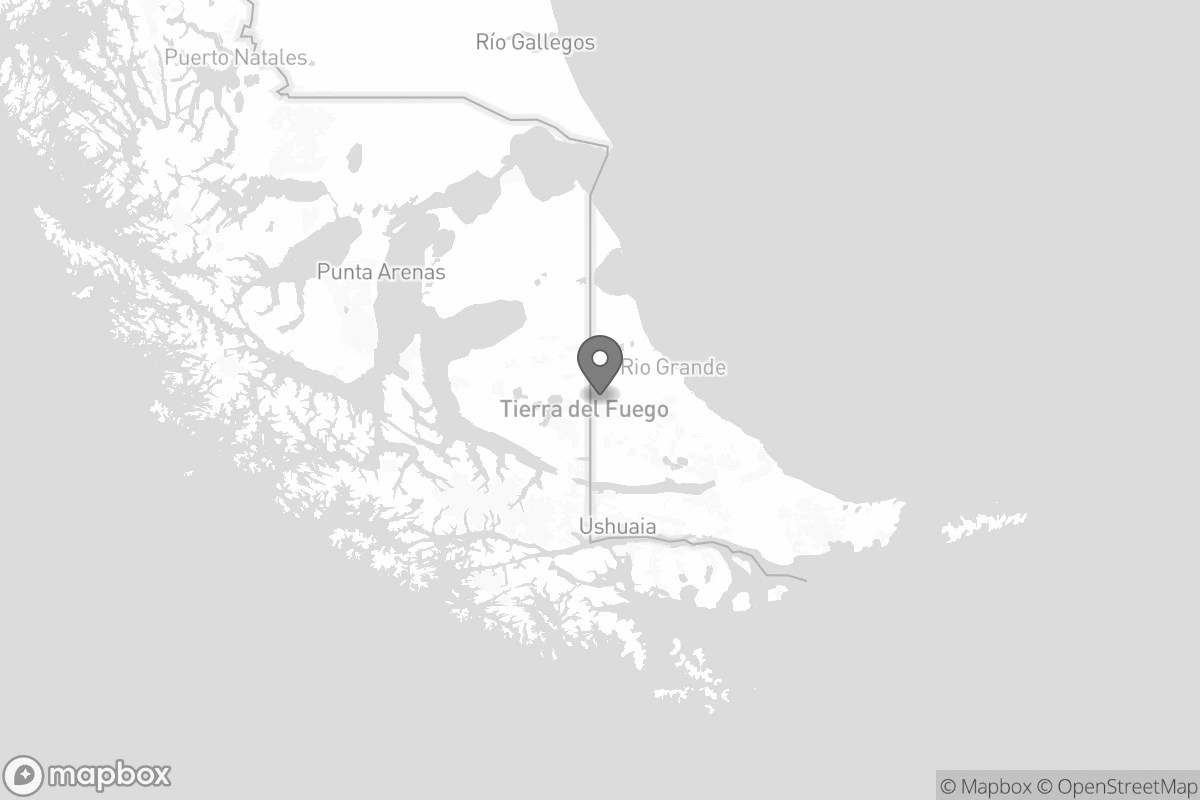 Río Gallegos
Puerto Natales
Punta Arenas
Rio Grande
Tierra del Fuego
Ushuaia
mapbox
© Mapbox © OpenStreetMap